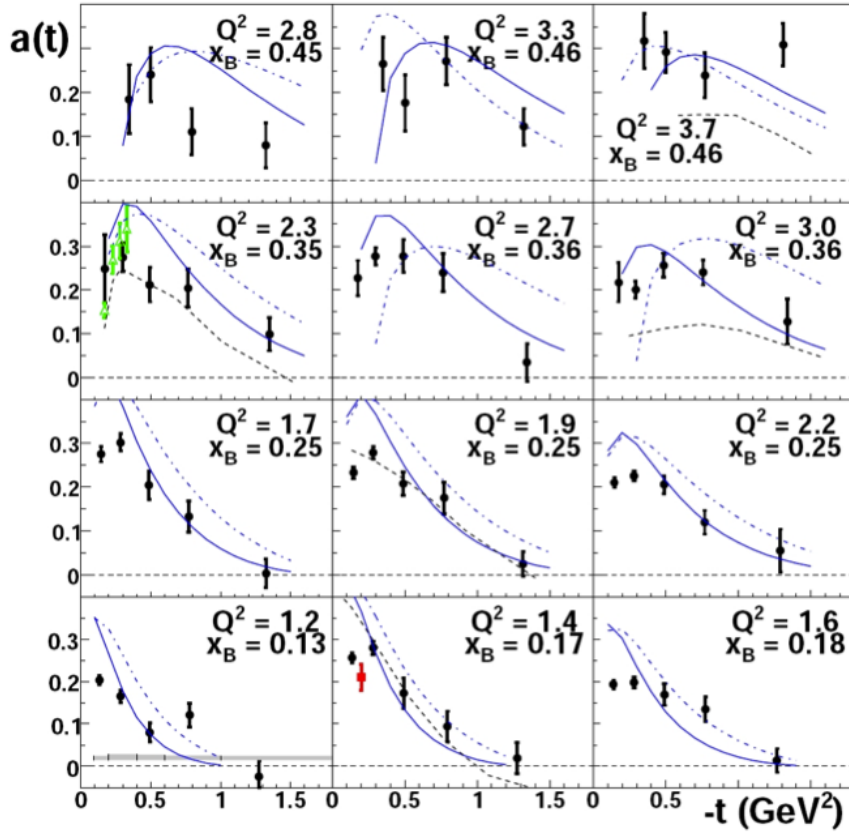 a(t)
Q² = 2.8
x_B = 0.45
Q² = 3.3
x_B = 0.46
Q² = 3.7
x_B = 0.46
0.2
0.1
0
Q² = 2.3
x_B = 0.35
Q² = 2.7
x_B = 0.36
Q² = 3.0
x_B = 0.36
0.3
0.2
0.1
0
Q² = 1.7
x_B = 0.25
Q² = 1.9
x_B = 0.25
Q² = 2.2
x_B = 0.25
0.3
0.2
0.1
0
Q² = 1.2
x_B = 0.13
Q² = 1.4
x_B = 0.17
Q² = 1.6
x_B = 0.18
0.3
0.2
0.1
0
0 0.5 1 1.5 0.5 1 1.5 0 0.5 1 1.5
-t (GeV²)